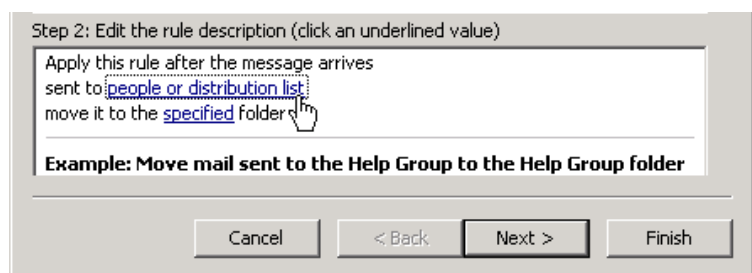 Step 2: Edit the rule description (click an underlined value)
Apply this rule after the message arrives
sent to people or distribution list
move it to the specified folder
Example: Move mail sent to the Help Group to the Help Group folder
Cancel
< Back
Next >
Finish